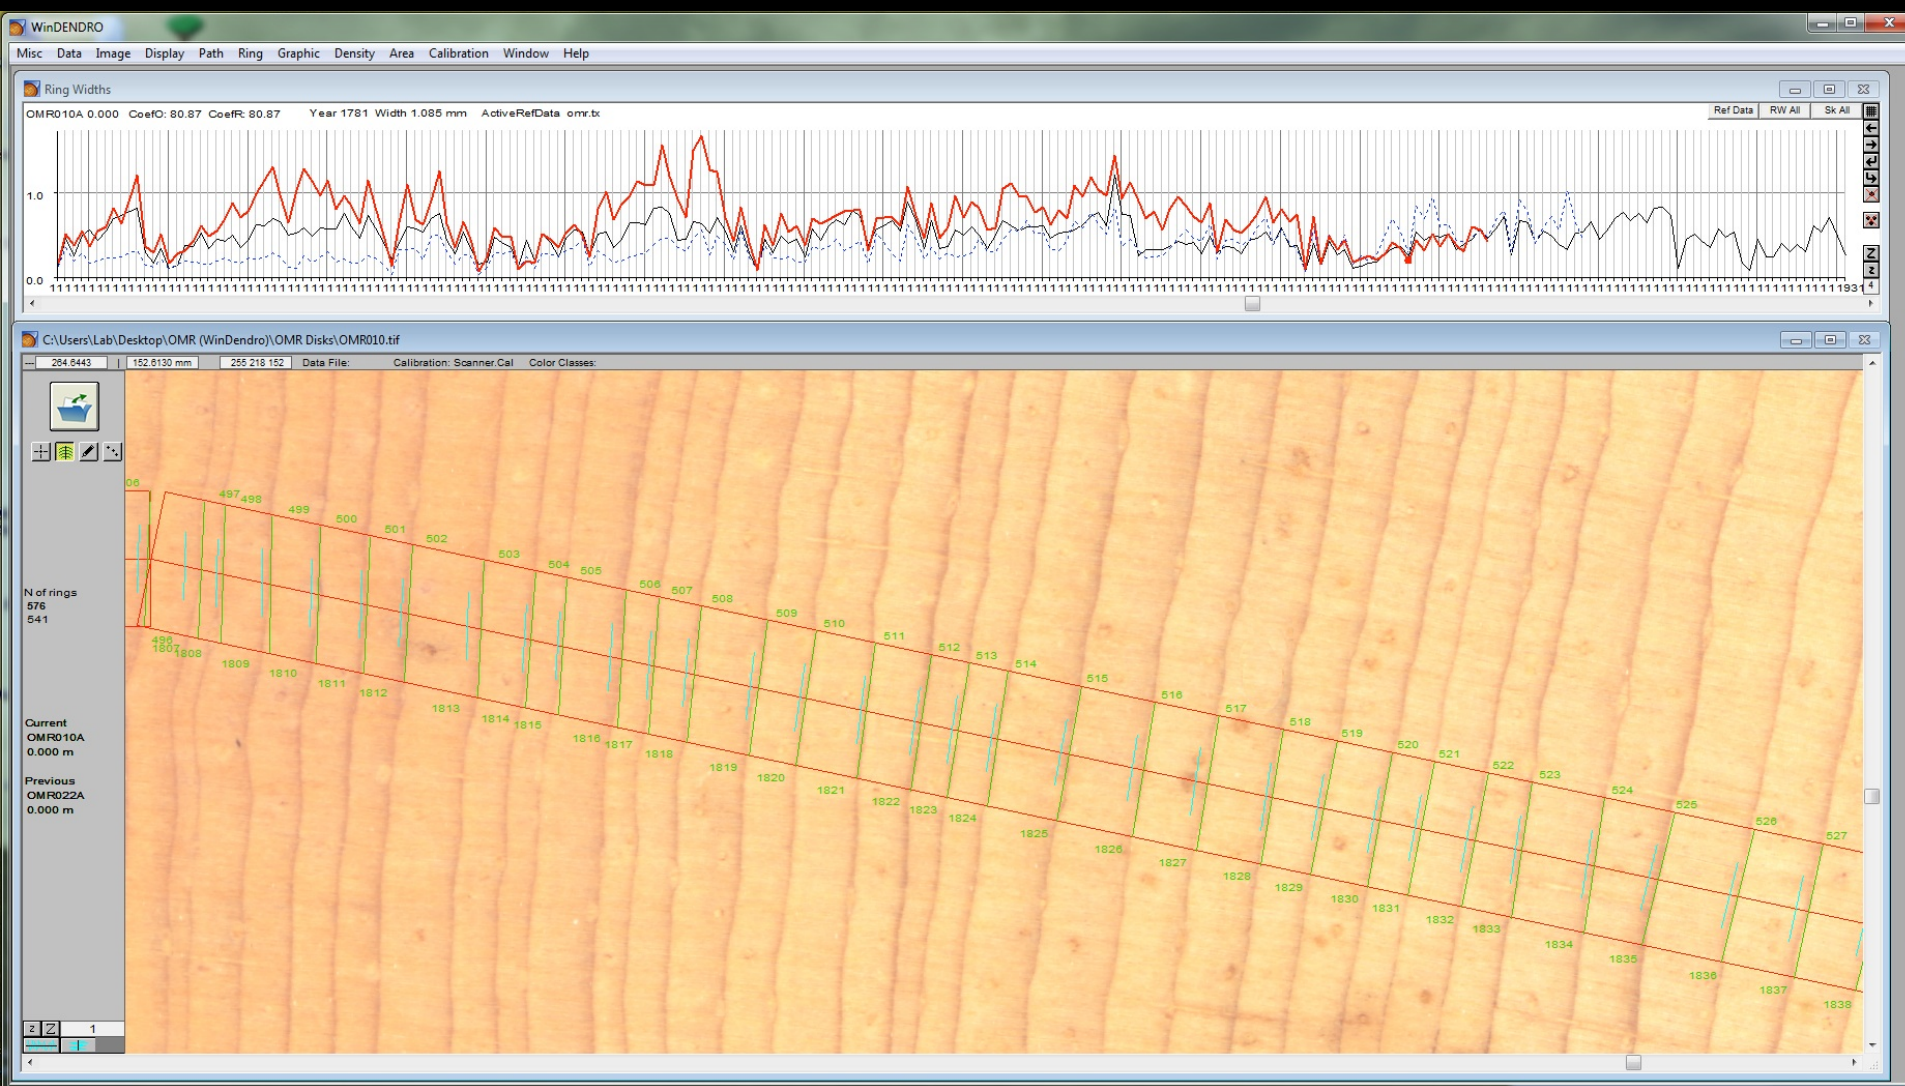 WinDENDRO
Misc Data Image Display Path Ring Graphic Density Area Calibration Window Help
Ring Widths
OMR010A 0.000 CoefO: 80.87 CoefR: 80.87 Year 1781 Width 1.085 mm ActiveRefData omr.tx
Ref Data RW All Sk All
1.0
0.0
1931
Z
z
4
C:\Users\Lab\Desktop\OMR (WinDendro)\OMR Disks\OMR010.tif
264.6443 152.6130 mm 255 218 152 Data File: Calibration: Scanner.Cal Color Classes:
06 497 498 499 500 501 502 503 504 505 506 507 508 509 510 511 512 513 514 515 516 517 518 519 520 521 522 523 524 525 526 527
N of rings
576
541
496
1807 1808 1809 1810 1811 1812 1813 1814 1815 1816 1817 1818 1819 1820 1821 1822 1823 1824 1825 1826 1827 1828 1829 1830 1831 1832 1833 1834 1835 1836 1837 1838
Current
OMR010A
0.000 m
Previous
OMR022A
0.000 m
z Z 1